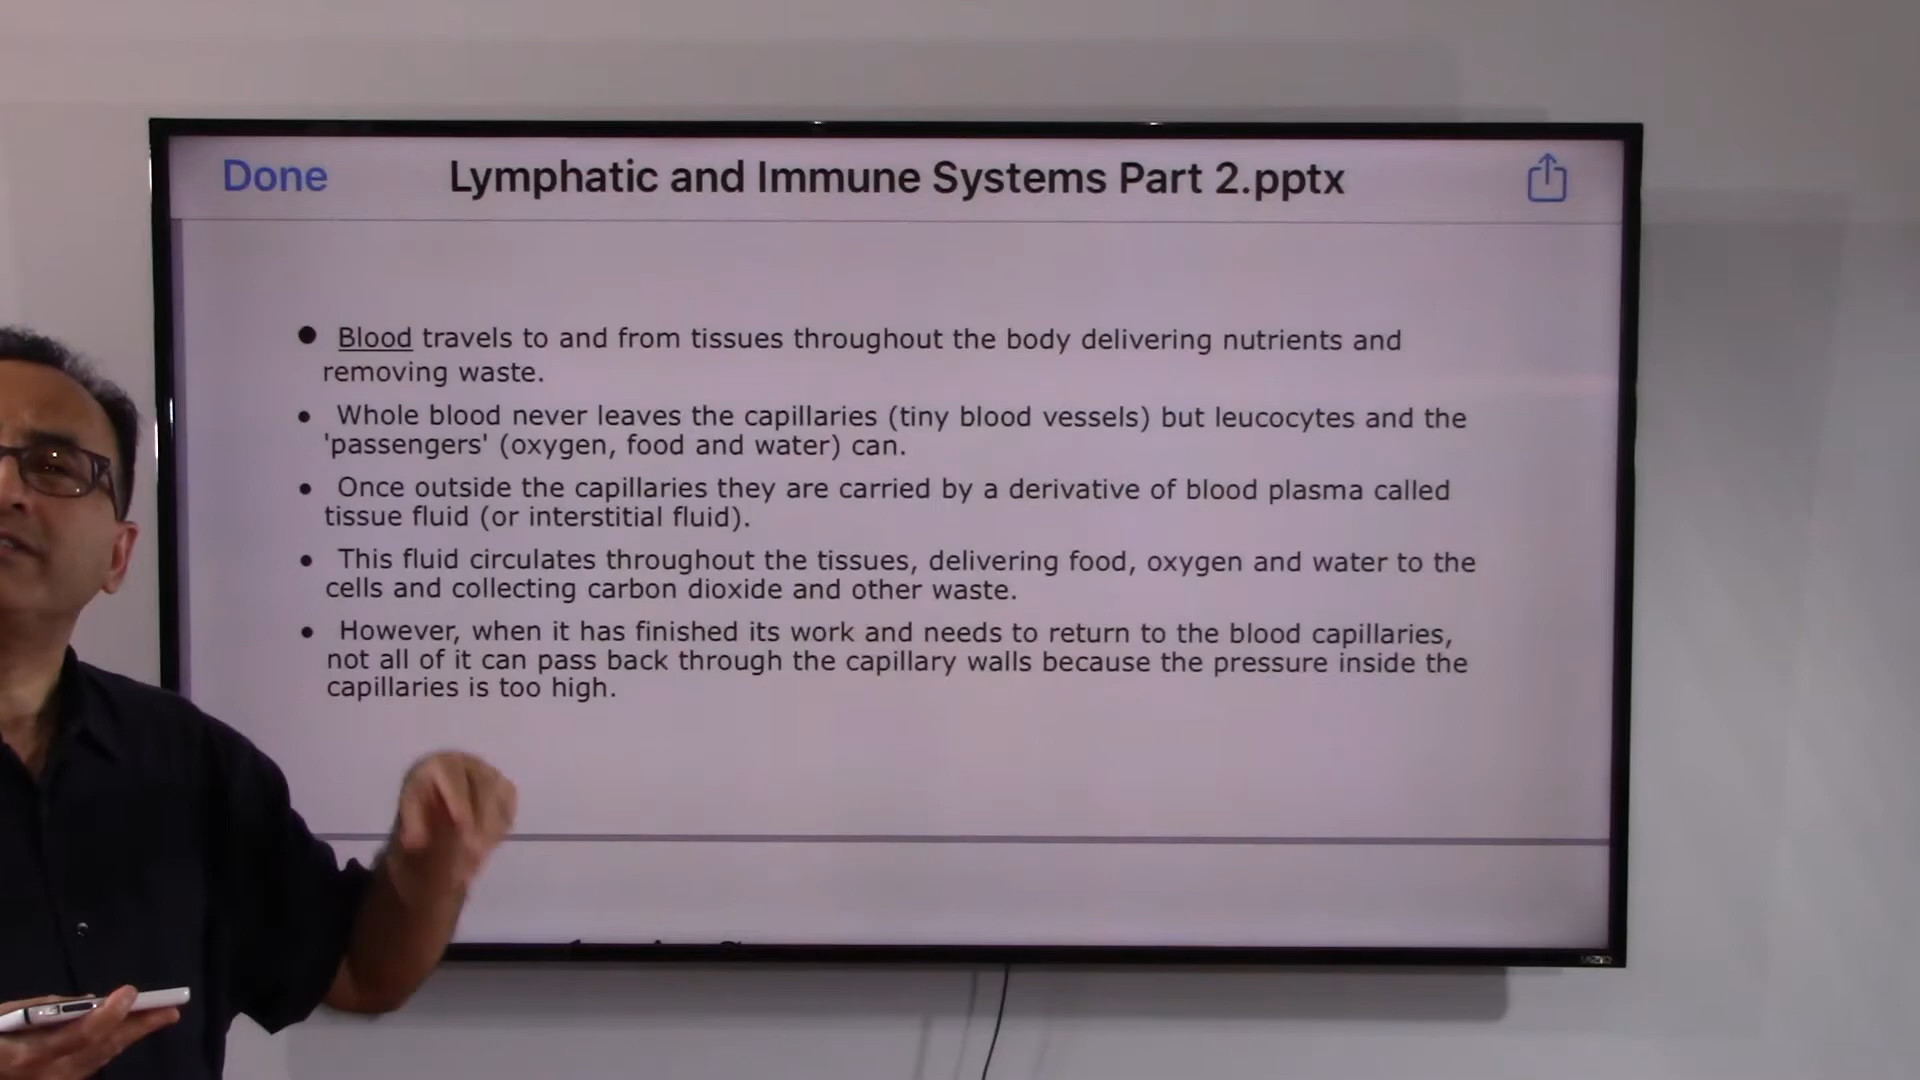 Done Lymphatic and Immune Systems Part 2.pptx
● Blood travels to and from tissues throughout the body delivering nutrients and
removing waste.
• Whole blood never leaves the capillaries (tiny blood vessels) but leucocytes and the
'passengers' (oxygen, food and water) can.
• Once outside the capillaries they are carried by a derivative of blood plasma called
tissue fluid (or interstitial fluid).
• This fluid circulates throughout the tissues, delivering food, oxygen and water to the
cells and collecting carbon dioxide and other waste.
• However, when it has finished its work and needs to return to the blood capillaries,
not all of it can pass back through the capillary walls because the pressure inside the
capillaries is too high.
VIZIO